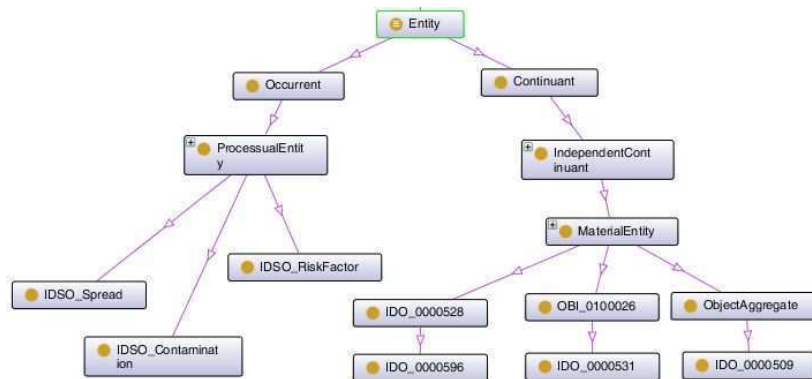 Entity
Occurrent
Continuant
ProcessualEntit
y
IndependentCont
inuant
MaterialEntity
IDSO_RiskFactor
IDSO_Spread
IDSO_Contaminat
ion
IDO_0000528
OBI_0100026
ObjectAggregate
IDO_0000596
IDO_0000531
IDO_0000509